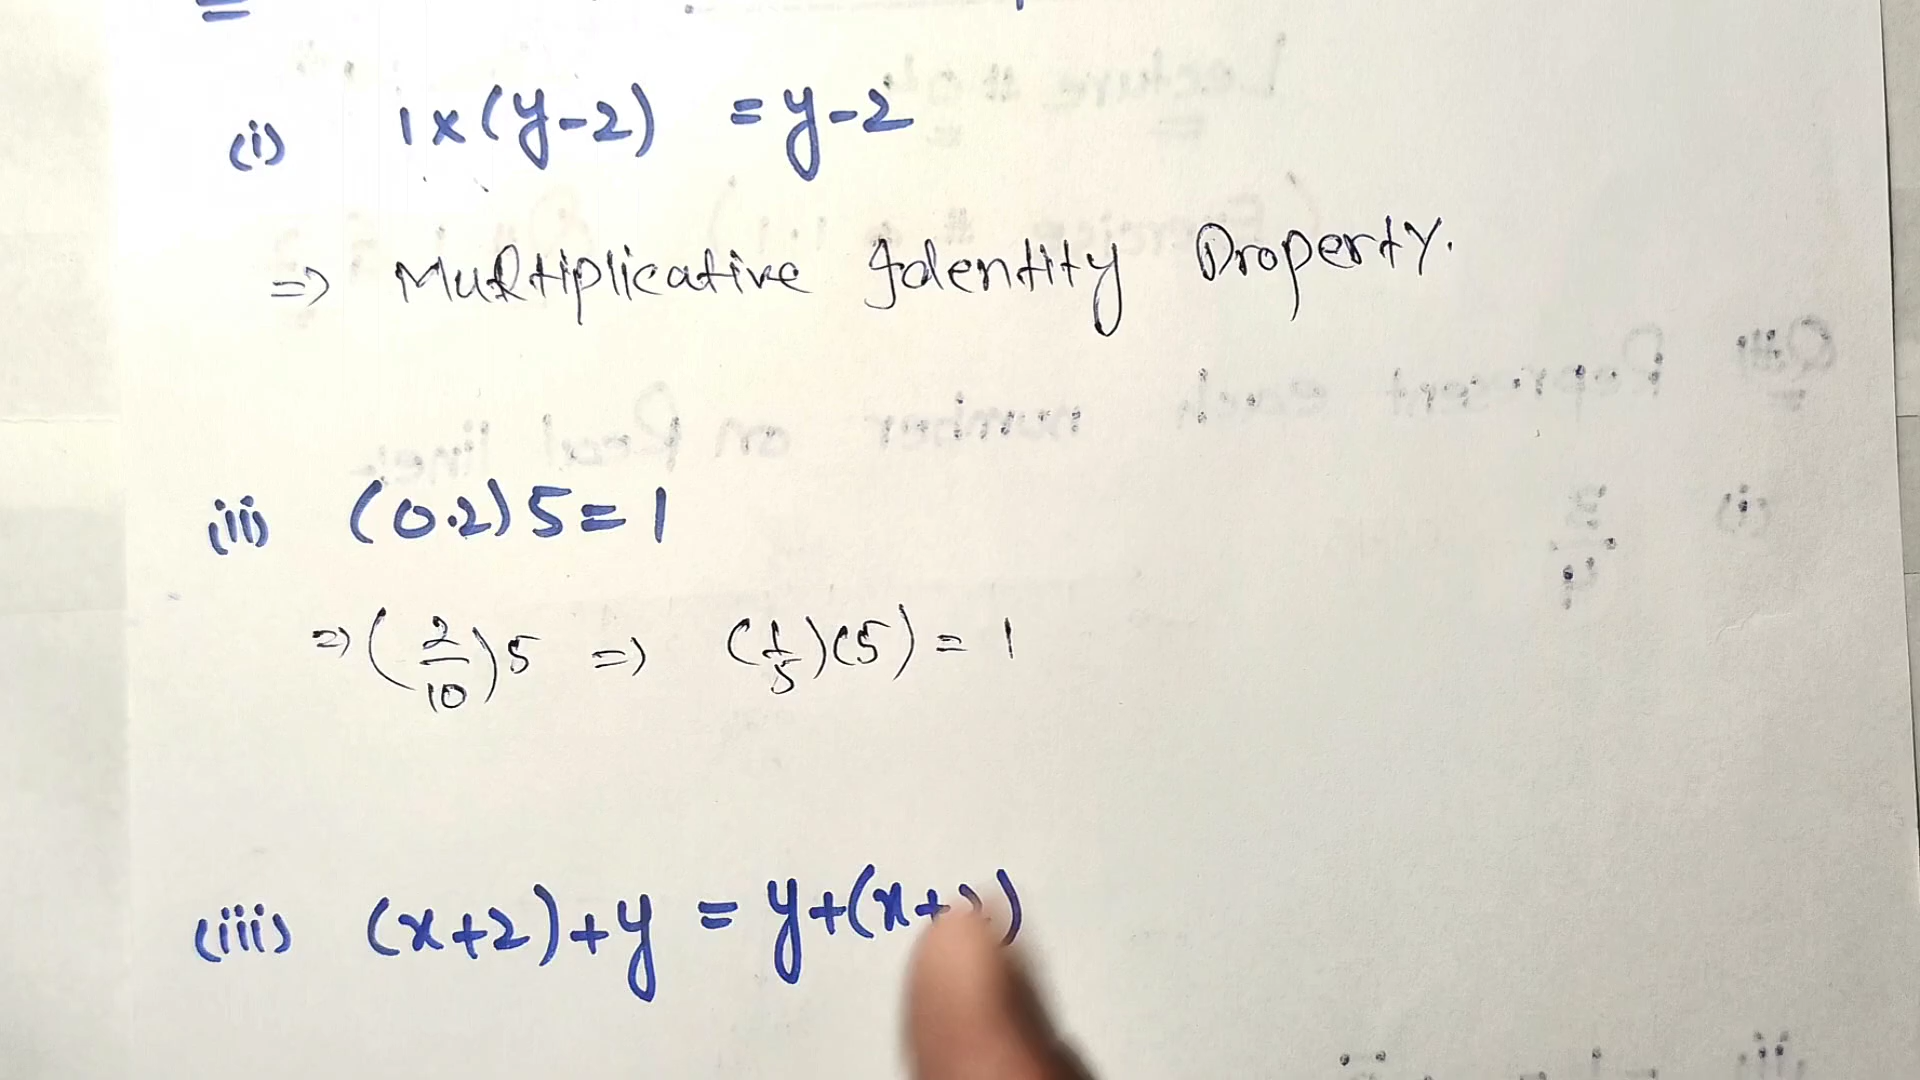 (i) 1×(y-2) = y-2
=> Multiplicative Identity Property.
(ii) (0.2)5=1
=> (2/10)5 => (1/5)(5) = 1
(iii) (x+2)+y = y+(x+2)